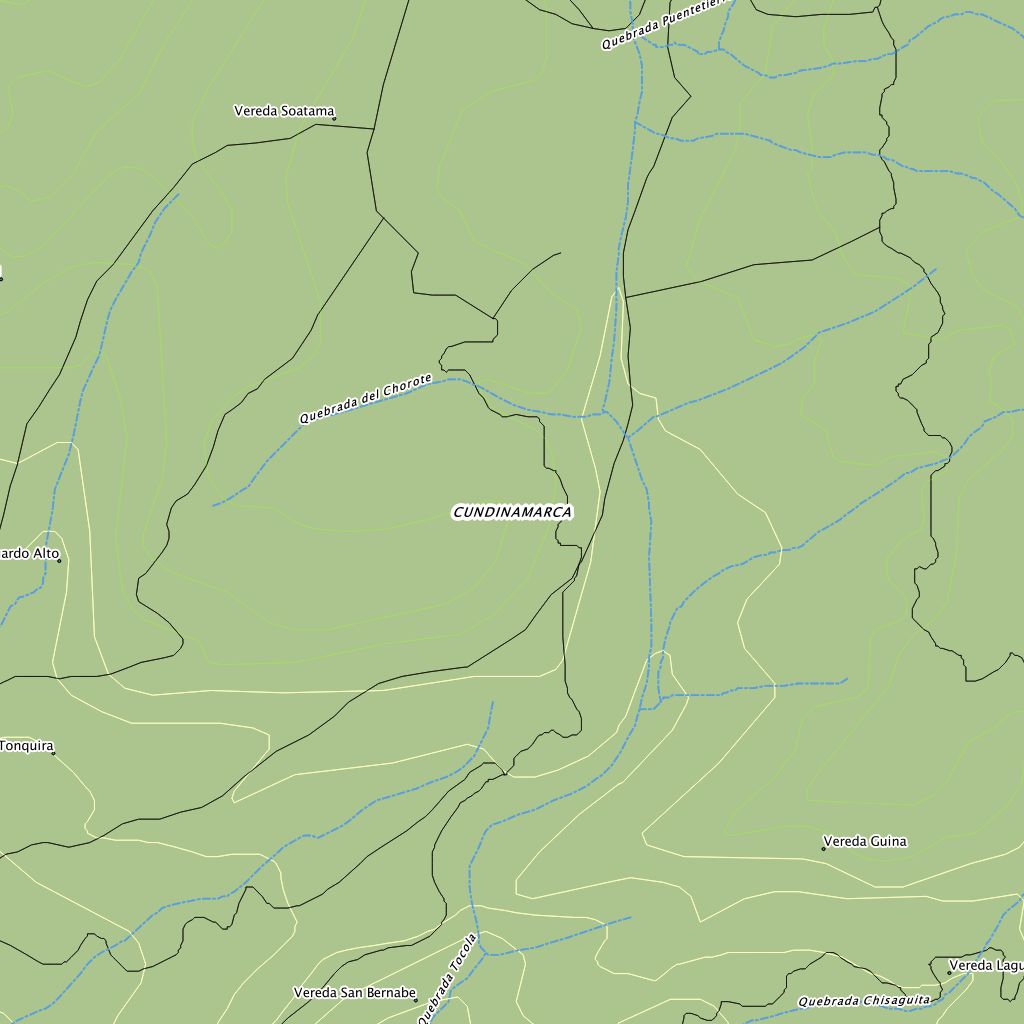 Quebrada Puentetierr
Vereda Soatama
Quebrada del Chorote
CUNDINAMARCA
ardo Alto
Tonquira
Vereda Guina
Quebrada Tocola
Vereda Lagu
Vereda San Bernabe
Quebrada Chisaguita